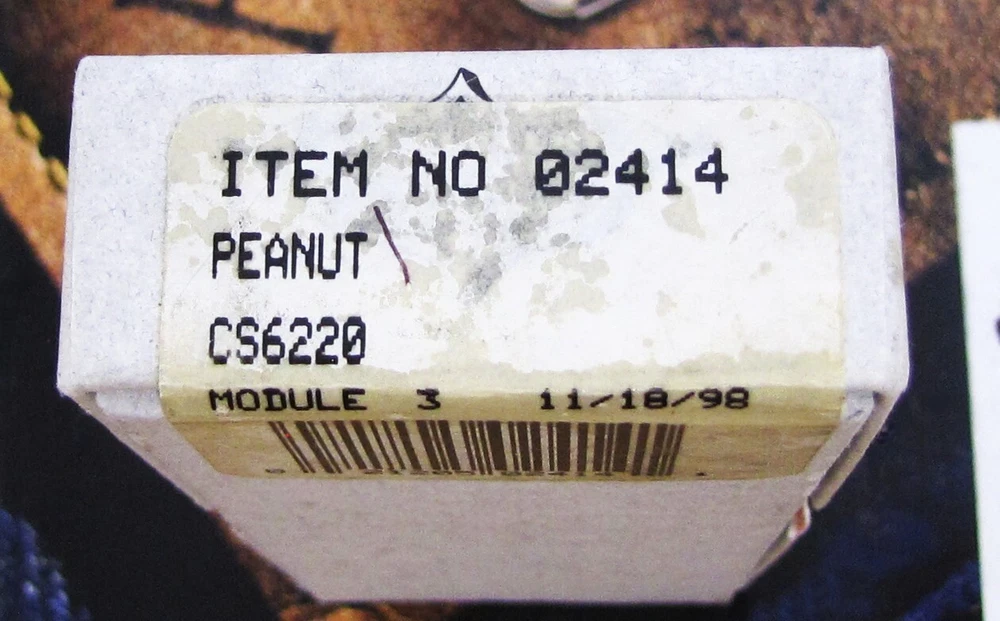 ITEM NO 02414
PEANUT
CS6220
MODULE 3 11/18/98